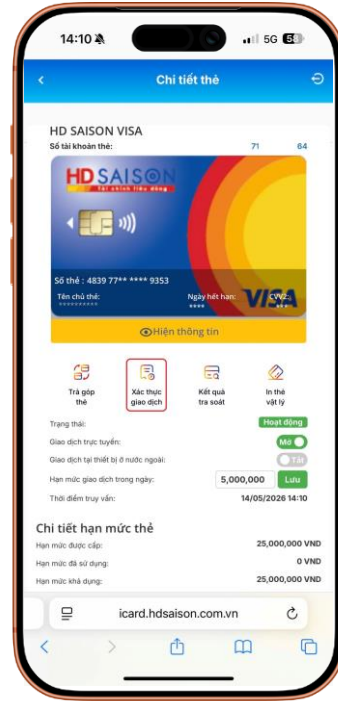 14:10 5G 58
Chi tiết thẻ
HD SAISON VISA
Số tài khoản thẻ: 71 64
HD SAISON
Tài chính tiêu dùng
Số thẻ : 4839 77** **** 9353
Tên chủ thẻ: Ngày hết hạn: CVV2:
********** **** ***
VISA
Hiện thông tin
Trả góp thẻ
Xác thực giao dịch
Kết quả tra soát
In thẻ vật lý
Trạng thái: Hoạt động
Giao dịch trực tuyến: Mở
Giao dịch tại thiết bị ở nước ngoài: Tắt
Hạn mức giao dịch trong ngày: 5,000,000 Lưu
Thời điểm truy vấn: 14/05/2026 14:10
Chi tiết hạn mức thẻ
Hạn mức được cấp: 25,000,000 VND
Hạn mức đã sử dụng: 0 VND
Hạn mức khả dụng: 25,000,000 VND
icard.hdsaison.com.vn